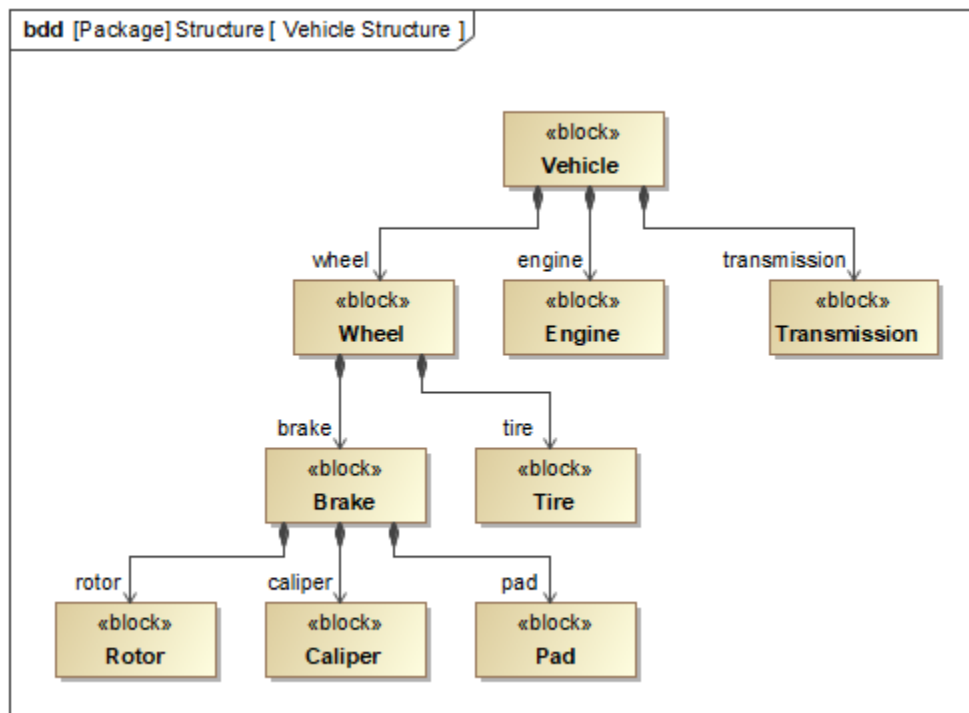 bdd [Package] Structure [ Vehicle Structure ]
«block»
Vehicle
wheel
engine
transmission
«block»
Wheel
«block»
Engine
«block»
Transmission
brake
tire
«block»
Brake
«block»
Tire
rotor
caliper
pad
«block»
Rotor
«block»
Caliper
«block»
Pad